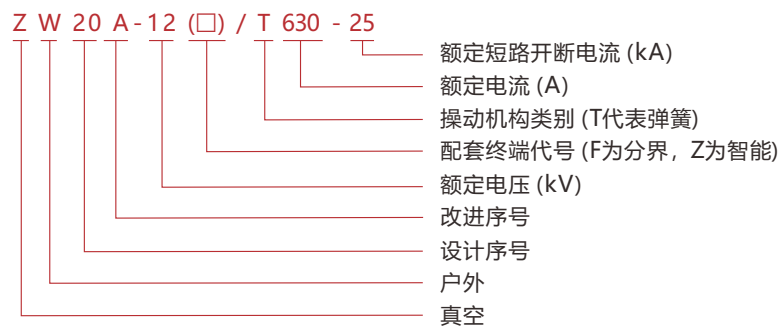 Z W 20 A-12 (□) / T 630 - 25
额定短路开断电流 (kA)
额定电流 (A)
操动机构类别 (T代表弹簧)
配套终端代号 (F为分界，Z为智能)
额定电压 (kV)
改进序号
设计序号
户外
真空